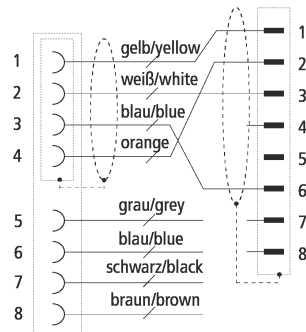 gelb/yellow
weiß/white
blau/blue
orange
grau/grey
blau/blue
schwarz/black
braun/brown
1
2
3
4
5
6
7
8
1
2
3
4
5
6
7
8